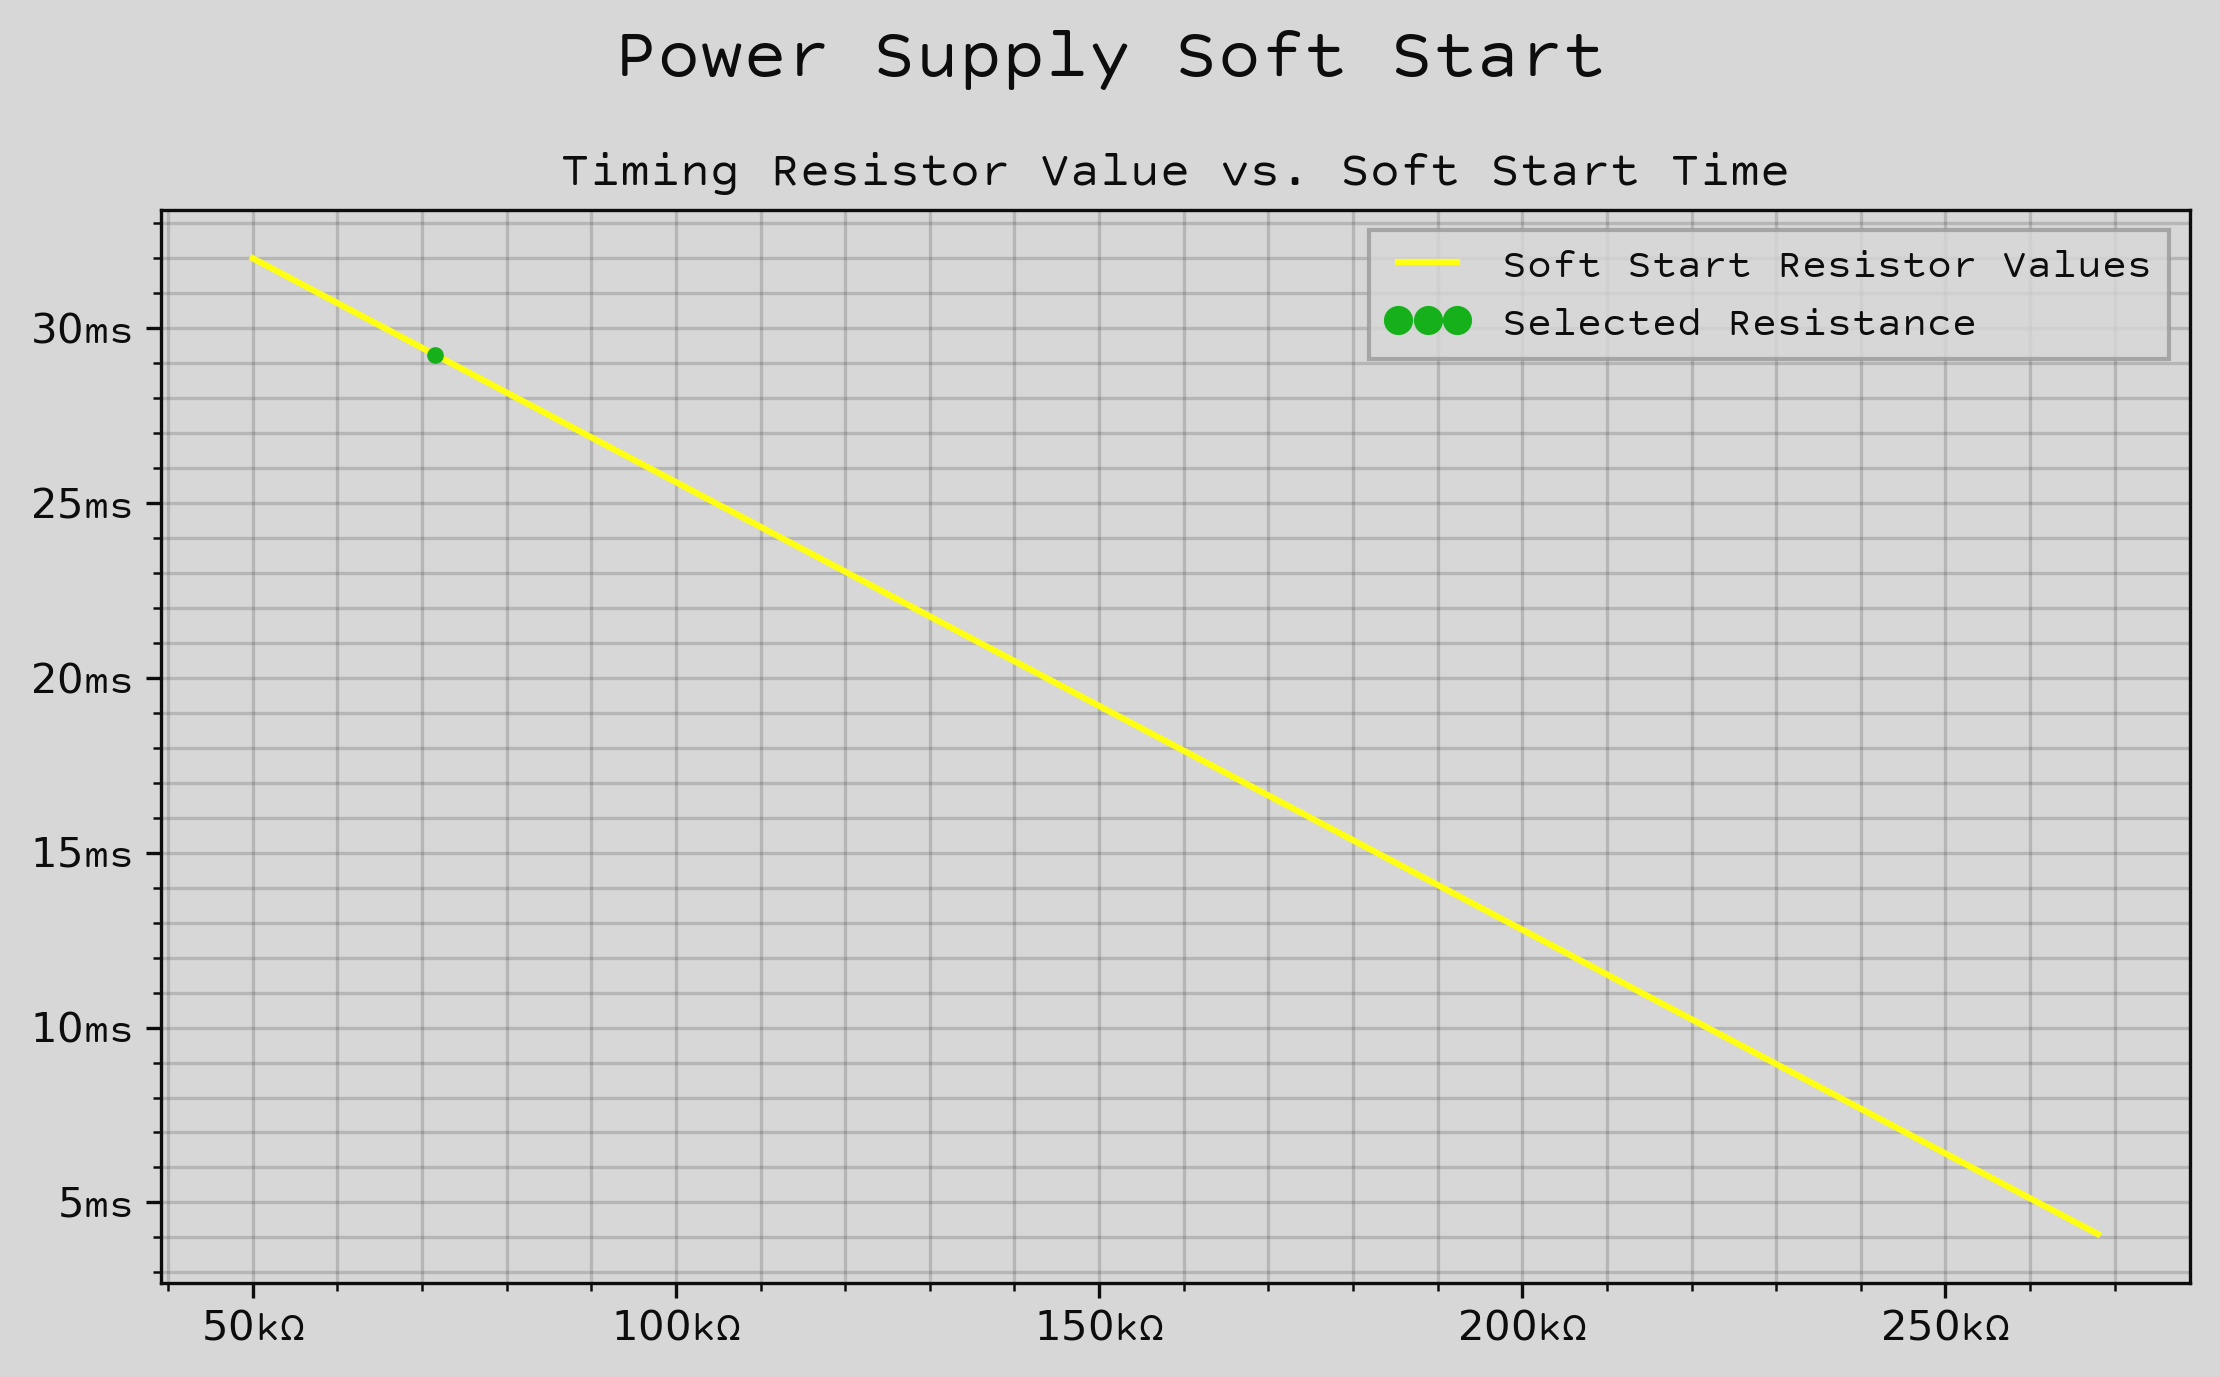 Power Supply Soft Start
Timing Resistor Value vs. Soft Start Time
Soft Start Resistor Values
Selected Resistance
30ms
25ms
20ms
15ms
10ms
5ms
50kΩ 100kΩ 150kΩ 200kΩ 250kΩ